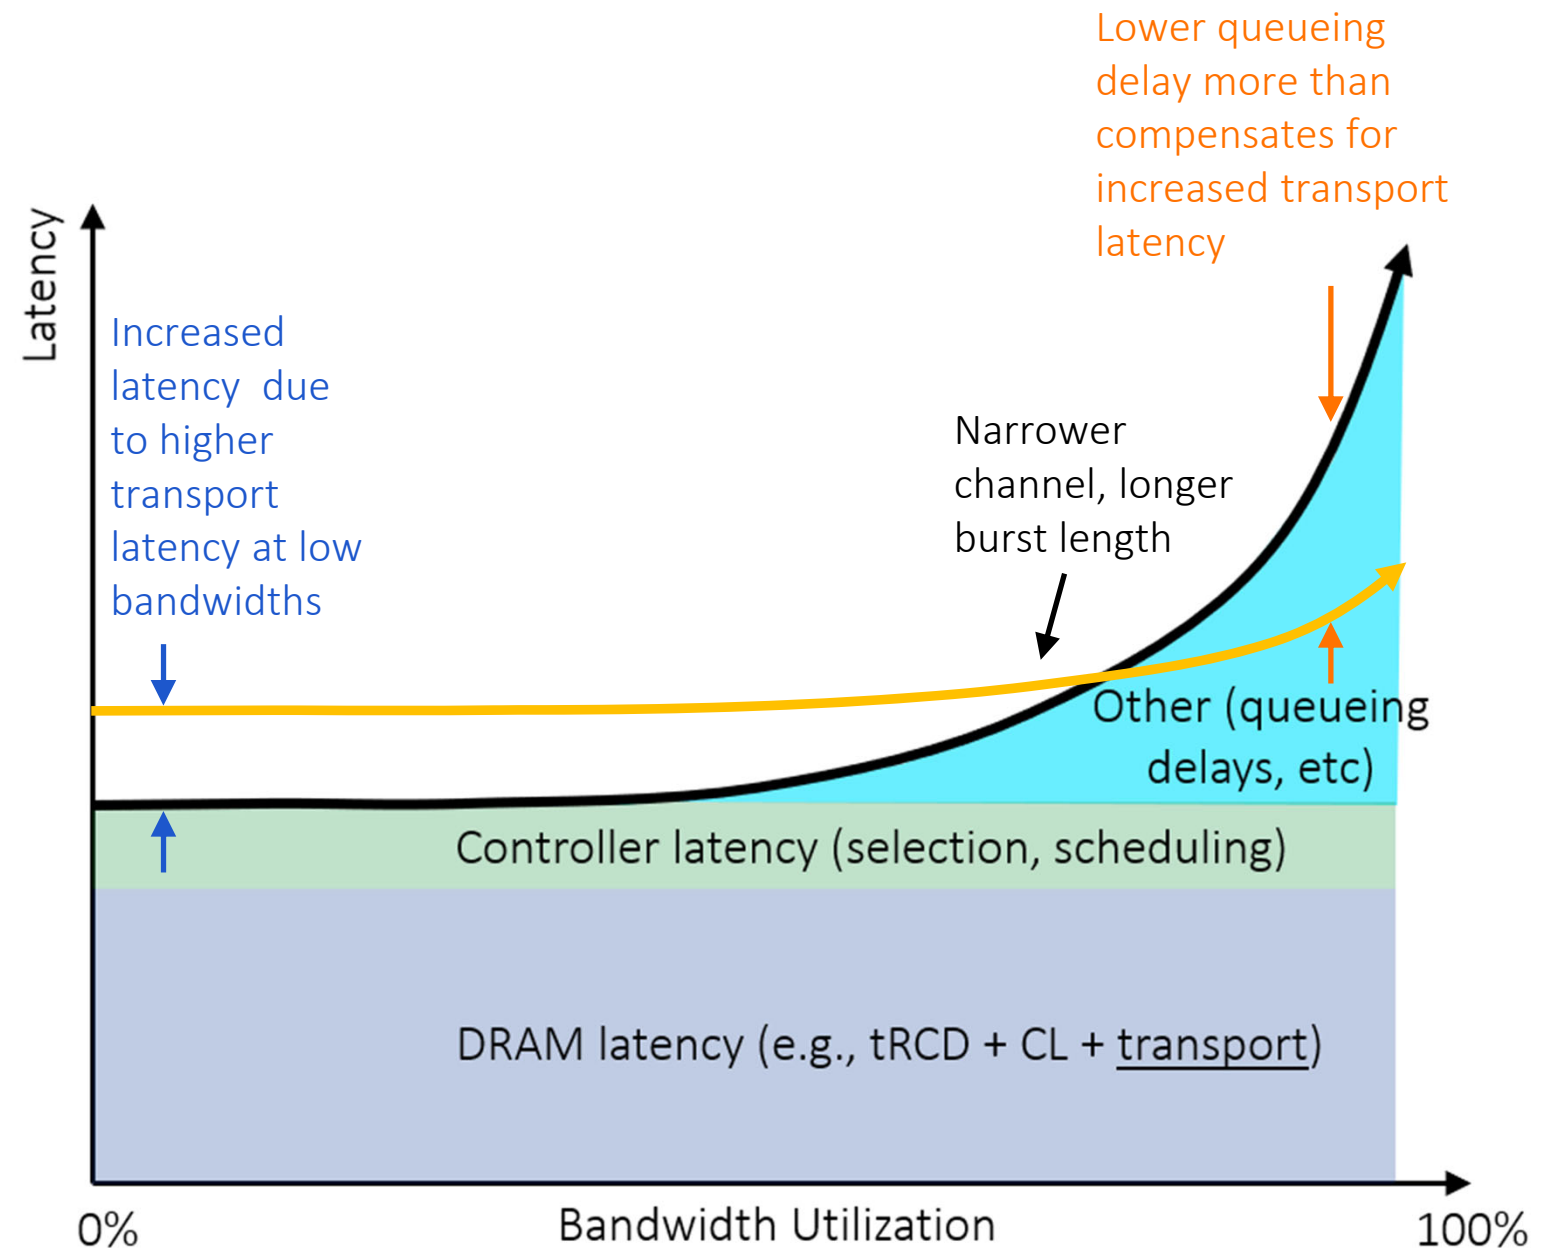 Lower queueing
delay more than
compensates for
increased transport
latency
Latency
Increased
latency  due
to higher
transport
latency at low
bandwidths
Narrower
channel, longer
burst length
Other (queueing
delays, etc)
Controller latency (selection, scheduling)
DRAM latency (e.g., tRCD + CL + transport)
0%
Bandwidth Utilization
100%